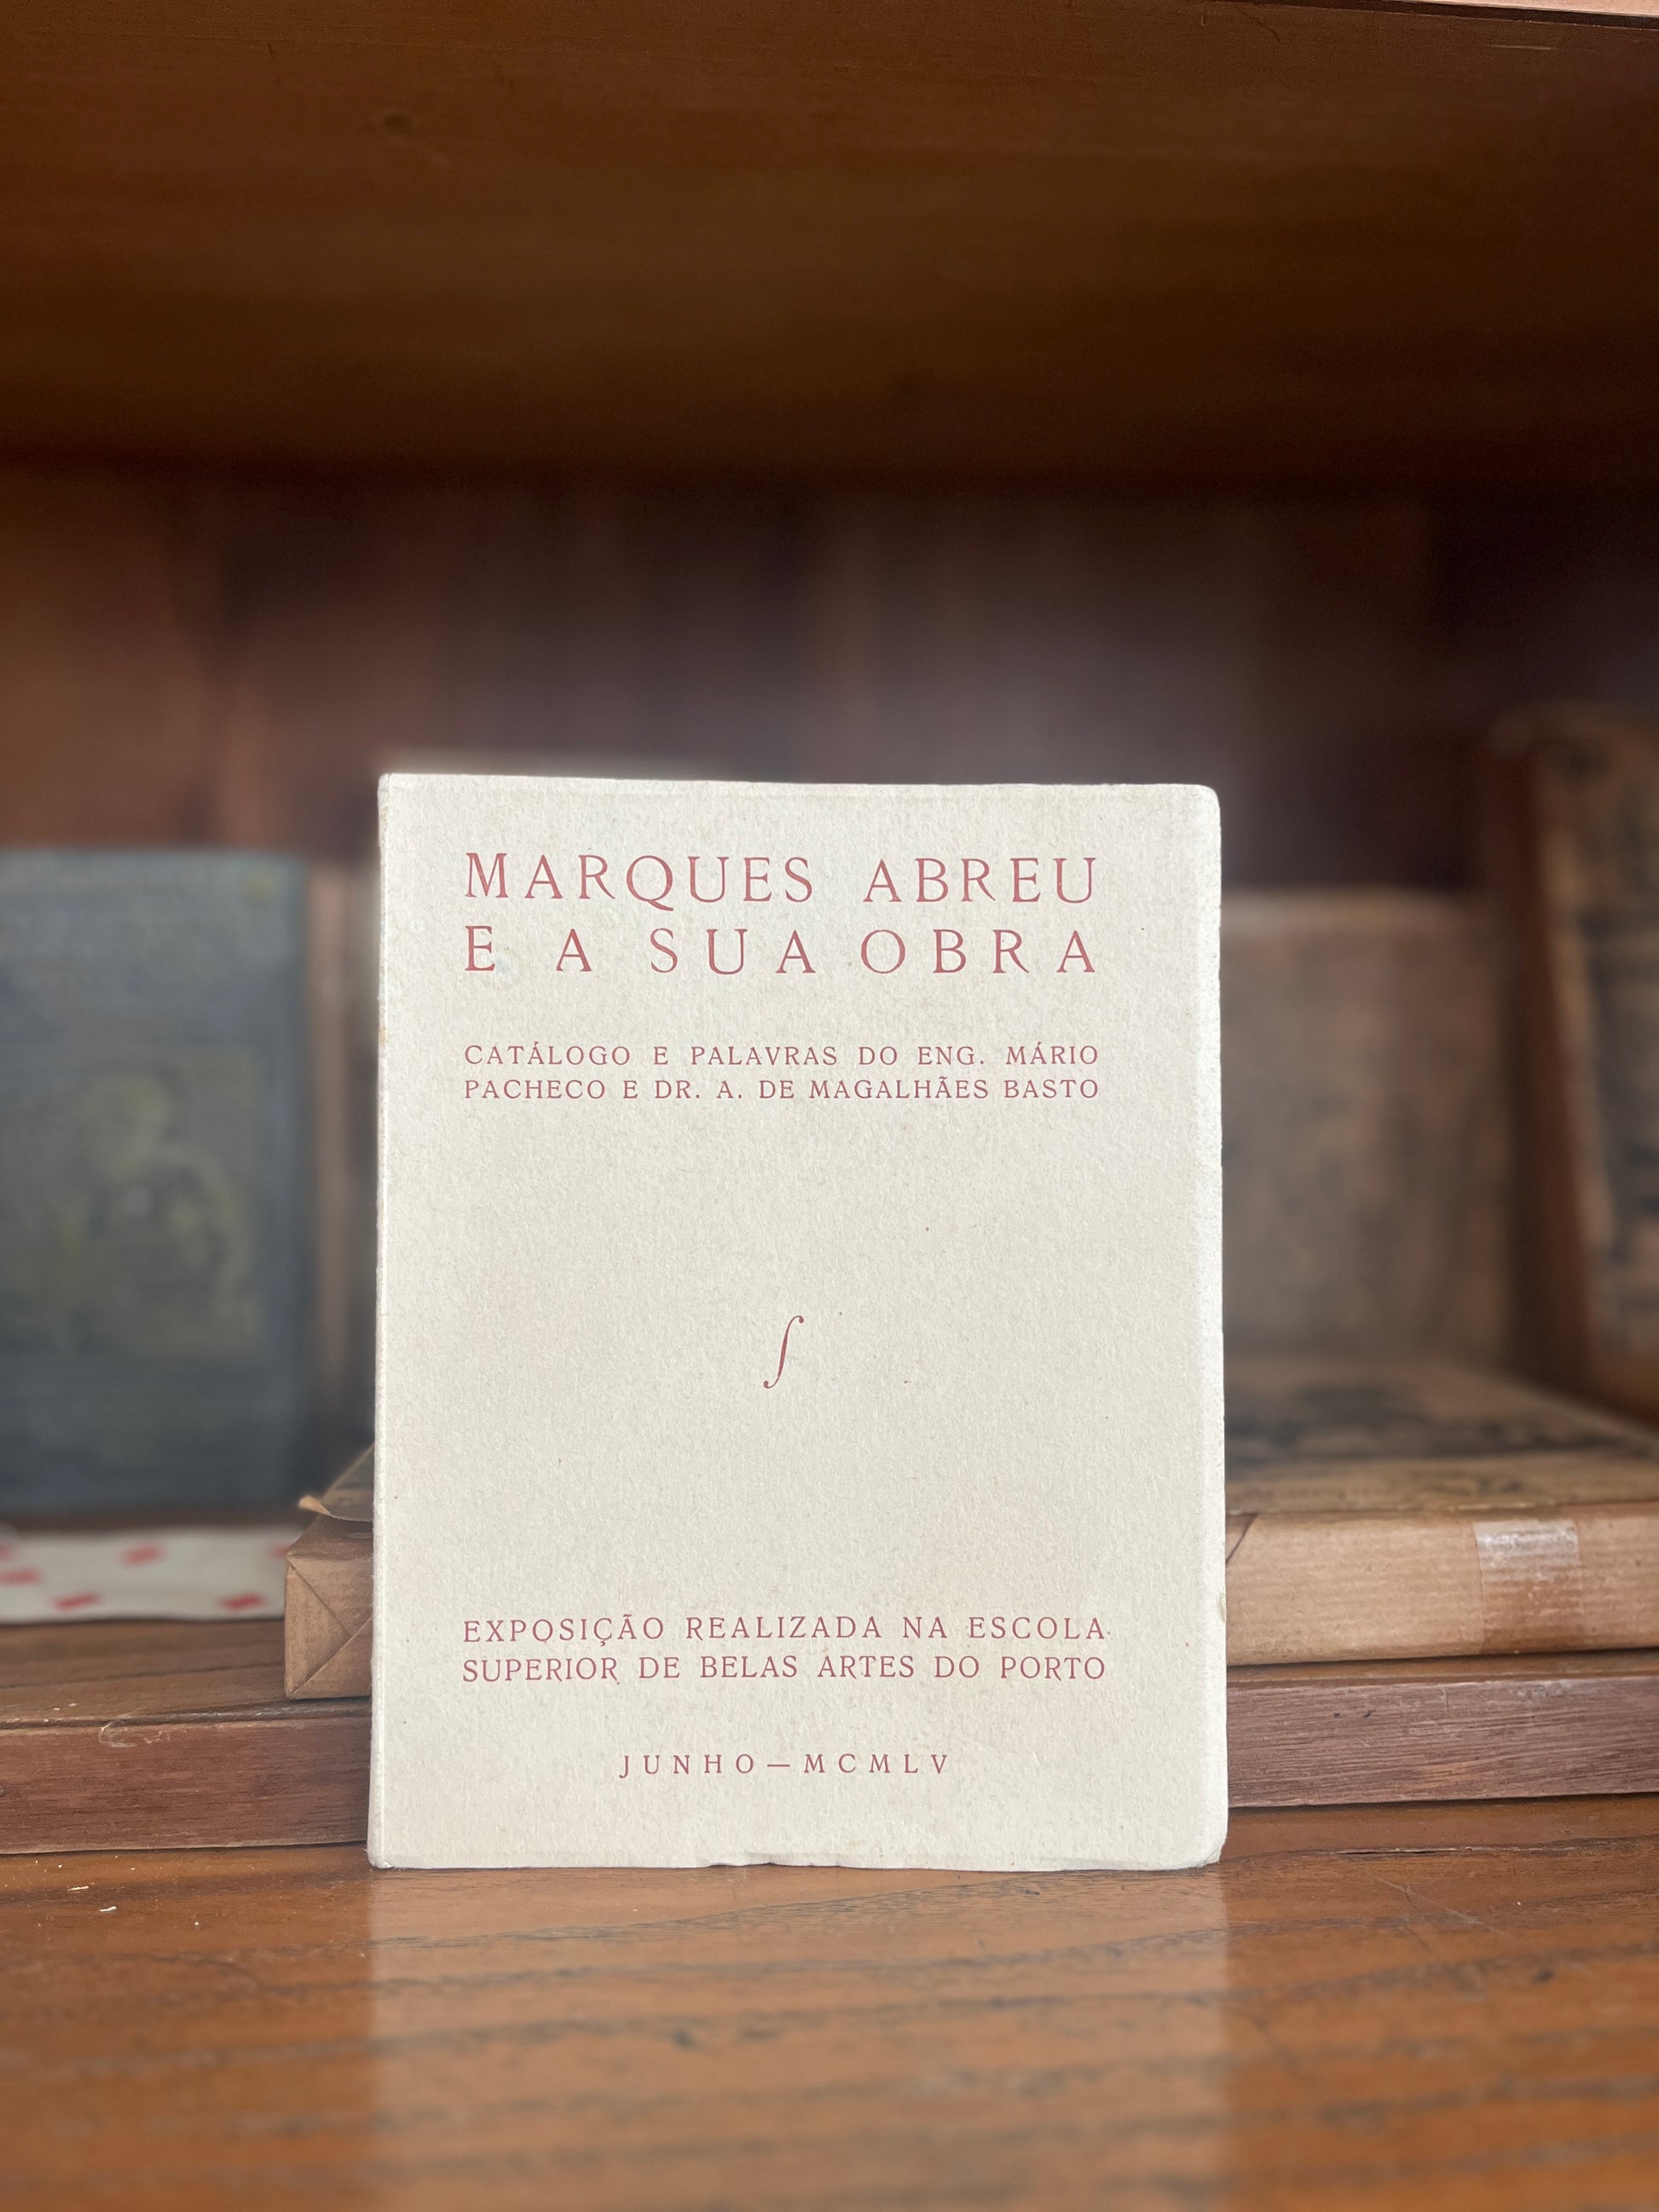 MARQUES ABREU
E A SUA OBRA
CATÁLOGO E PALAVRAS DO ENG. MÁRIO
PACHECO E DR. A. DE MAGALHÃES BASTO
ʃ
EXPOSIÇÃO REALIZADA NA ESCOLA
SUPERIOR DE BELAS ARTES DO PORTO
JUNHO — MCMLV